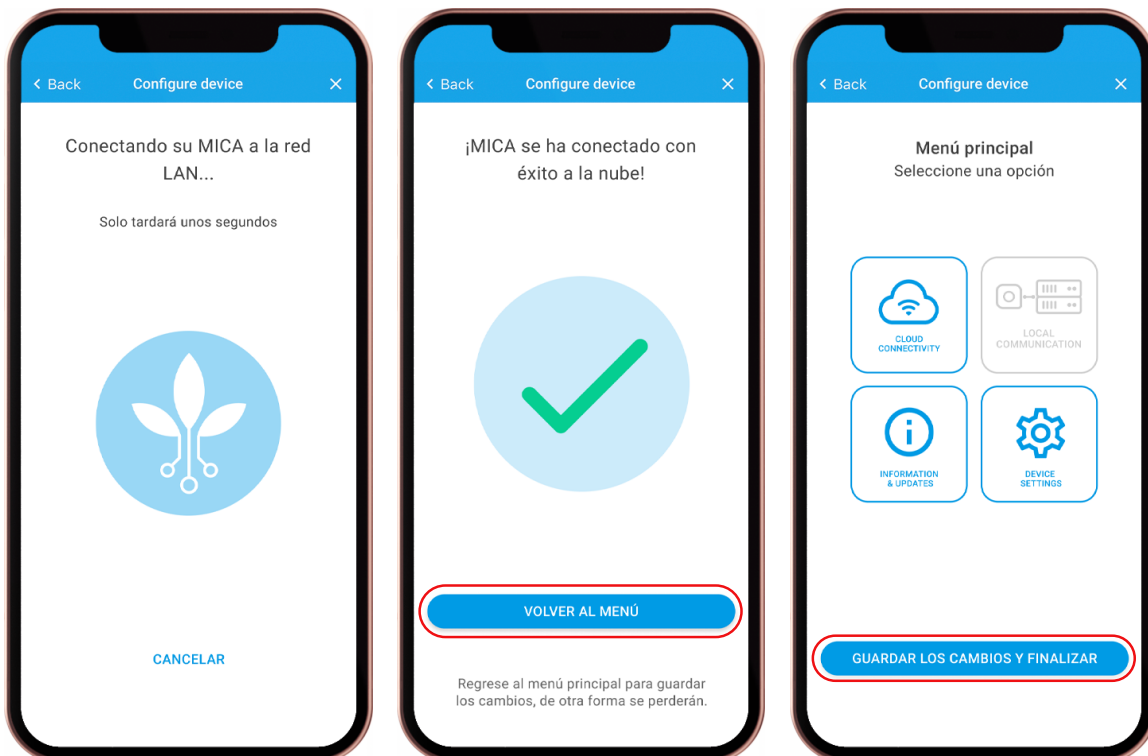 Back
Configure device
Conectando su MICA a la red
LAN...
Solo tardará unos segundos
CANCELAR
Back
Configure device
¡MICA se ha conectado con
éxito a la nube!
VOLVER AL MENÚ
Regrese al menú principal para guardar
los cambios, de otra forma se perderán.
Back
Configure device
Menú principal
Seleccione una opción
CLOUD
CONNECTIVITY
LOCAL
COMMUNICATION
INFORMATION
& UPDATES
DEVICE
SETTINGS
GUARDAR LOS CAMBIOS Y FINALIZAR